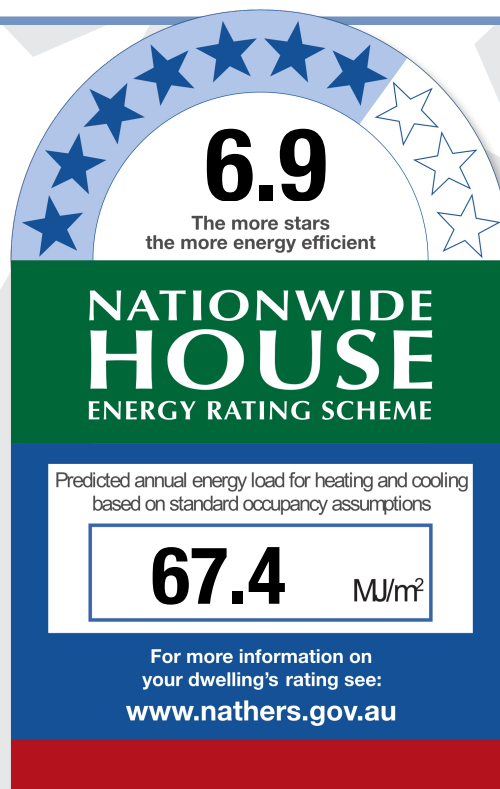 6.9
The more stars
the more energy efficient
NATIONWIDE
HOUSE
ENERGY RATING SCHEME
Predicted annual energy load for heating and cooling
based on standard occupancy assumptions
67.4 MJ/m²
For more information on
your dwelling's rating see:
www.nathers.gov.au